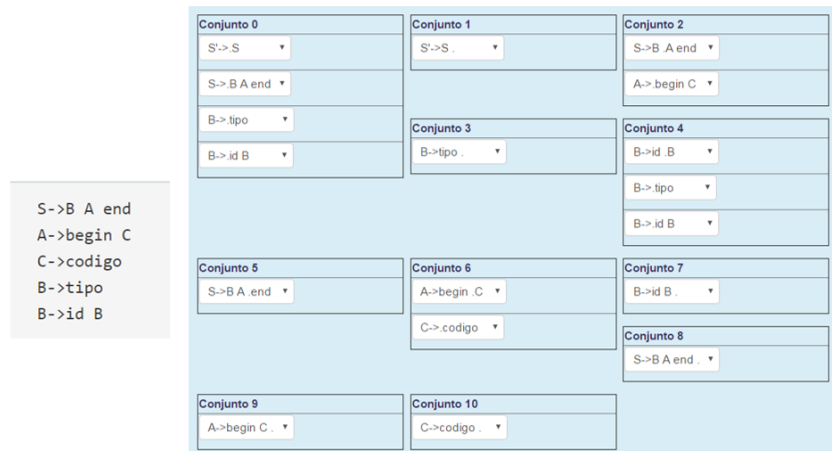 S->B A end
A->begin C
C->codigo
B->tipo
B->id B
Conjunto 0
S'->.S
S->.B A end
B->.tipo
B->.id B
Conjunto 1
S'->S .
Conjunto 2
S->B .A end
A->.begin C
Conjunto 3
B->tipo .
Conjunto 4
B->id .B
B->.tipo
B->.id B
Conjunto 5
S->B A .end
Conjunto 6
A->begin .C
C->.codigo
Conjunto 7
B->id B .
Conjunto 8
S->B A end .
Conjunto 9
A->begin C .
Conjunto 10
C->codigo .